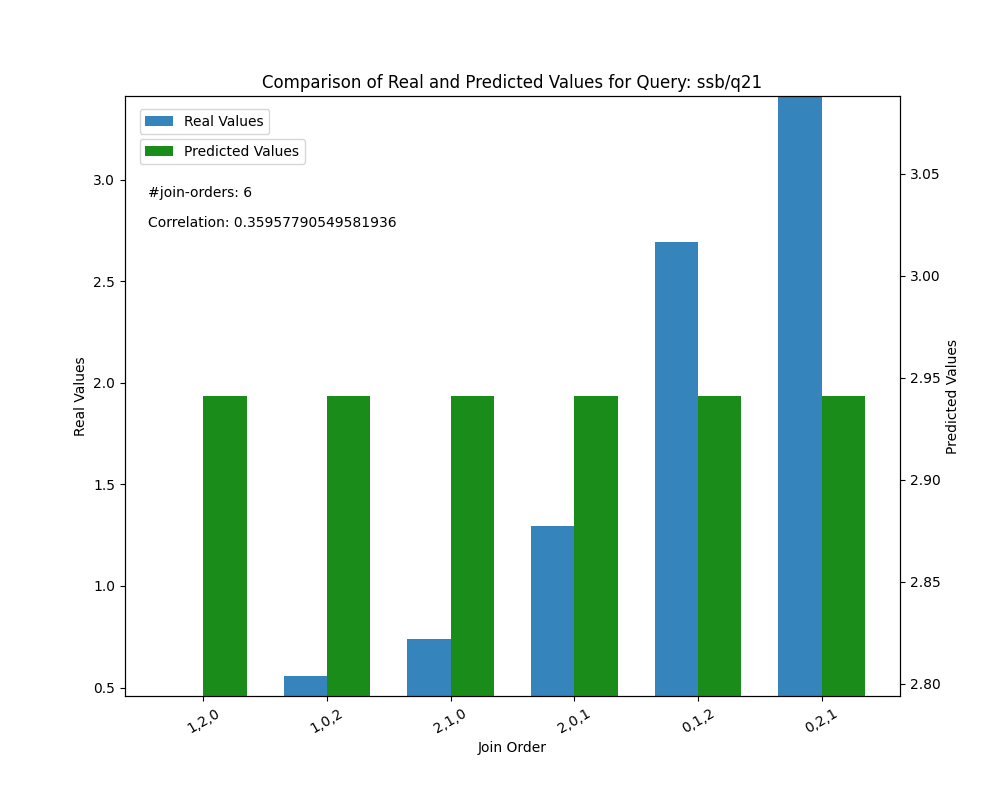 Comparison of Real and Predicted Values for Query: ssb/q21
Real Values
Predicted Values
#join-orders: 6
Correlation: 0.35957790549581936
3.0
2.5
2.0
1.5
1.0
0.5
Real Values
3.05
3.00
2.95
2.90
2.85
2.80
Predicted Values
1,2,0
1,0,2
2,1,0
2,0,1
0,1,2
0,2,1
Join Order